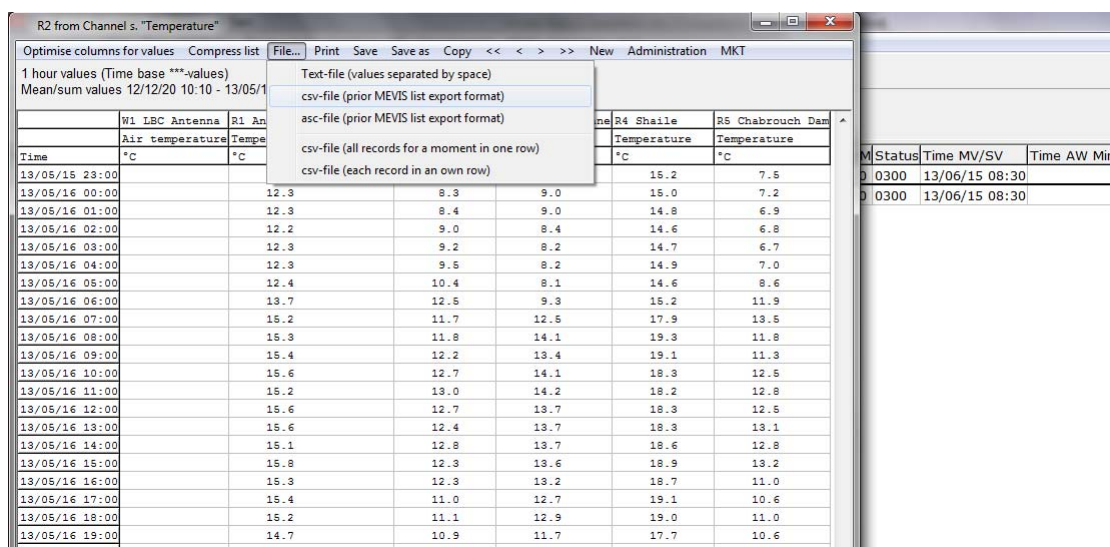 R2 from Channel s. "Temperature"
Optimise columns for values Compress list File... Print Save Save as Copy << < > >> New Administration MKT
1 hour values (Time base ***-values)
Mean/sum values 12/12/20 10:10 - 13/05/1
Text-file (values separated by space)
csv-file (prior MEVIS list export format)
asc-file (prior MEVIS list export format)
csv-file (all records for a moment in one row)
csv-file (each record in an own row)
W1 LBC Antenna R1 An ne R4 Shaile R5 Chabrouch Dam
Air temperature Tempe Temperature Temperature
Time °C °C °C °C
13/05/15 23:00 15.2 7.5
13/05/16 00:00 12.3 8.3 9.0 15.0 7.2
13/05/16 01:00 12.3 8.4 9.0 14.8 6.9
13/05/16 02:00 12.2 9.0 8.4 14.6 6.8
13/05/16 03:00 12.3 9.2 8.2 14.7 6.7
13/05/16 04:00 12.3 9.5 8.2 14.9 7.0
13/05/16 05:00 12.4 10.4 8.1 14.6 8.6
13/05/16 06:00 13.7 12.5 9.3 15.2 11.9
13/05/16 07:00 15.2 11.7 12.5 17.9 13.5
13/05/16 08:00 15.3 11.8 14.1 19.3 11.8
13/05/16 09:00 15.4 12.2 13.4 19.1 11.3
13/05/16 10:00 15.6 12.7 14.1 18.3 12.5
13/05/16 11:00 15.2 13.0 14.2 18.2 12.8
13/05/16 12:00 15.6 12.7 13.7 18.3 12.5
13/05/16 13:00 15.6 12.4 13.7 18.3 13.1
13/05/16 14:00 15.1 12.8 13.7 18.6 12.8
13/05/16 15:00 15.8 12.3 13.6 18.9 13.2
13/05/16 16:00 15.3 12.3 13.2 18.7 11.0
13/05/16 17:00 15.4 11.0 12.7 19.1 10.6
13/05/16 18:00 15.2 11.1 12.9 19.0 11.0
13/05/16 19:00 14.7 10.9 11.7 17.7 10.6
M Status Time MV/SV Time AW Min
0 0300 13/06/15 08:30
0 0300 13/06/15 08:30